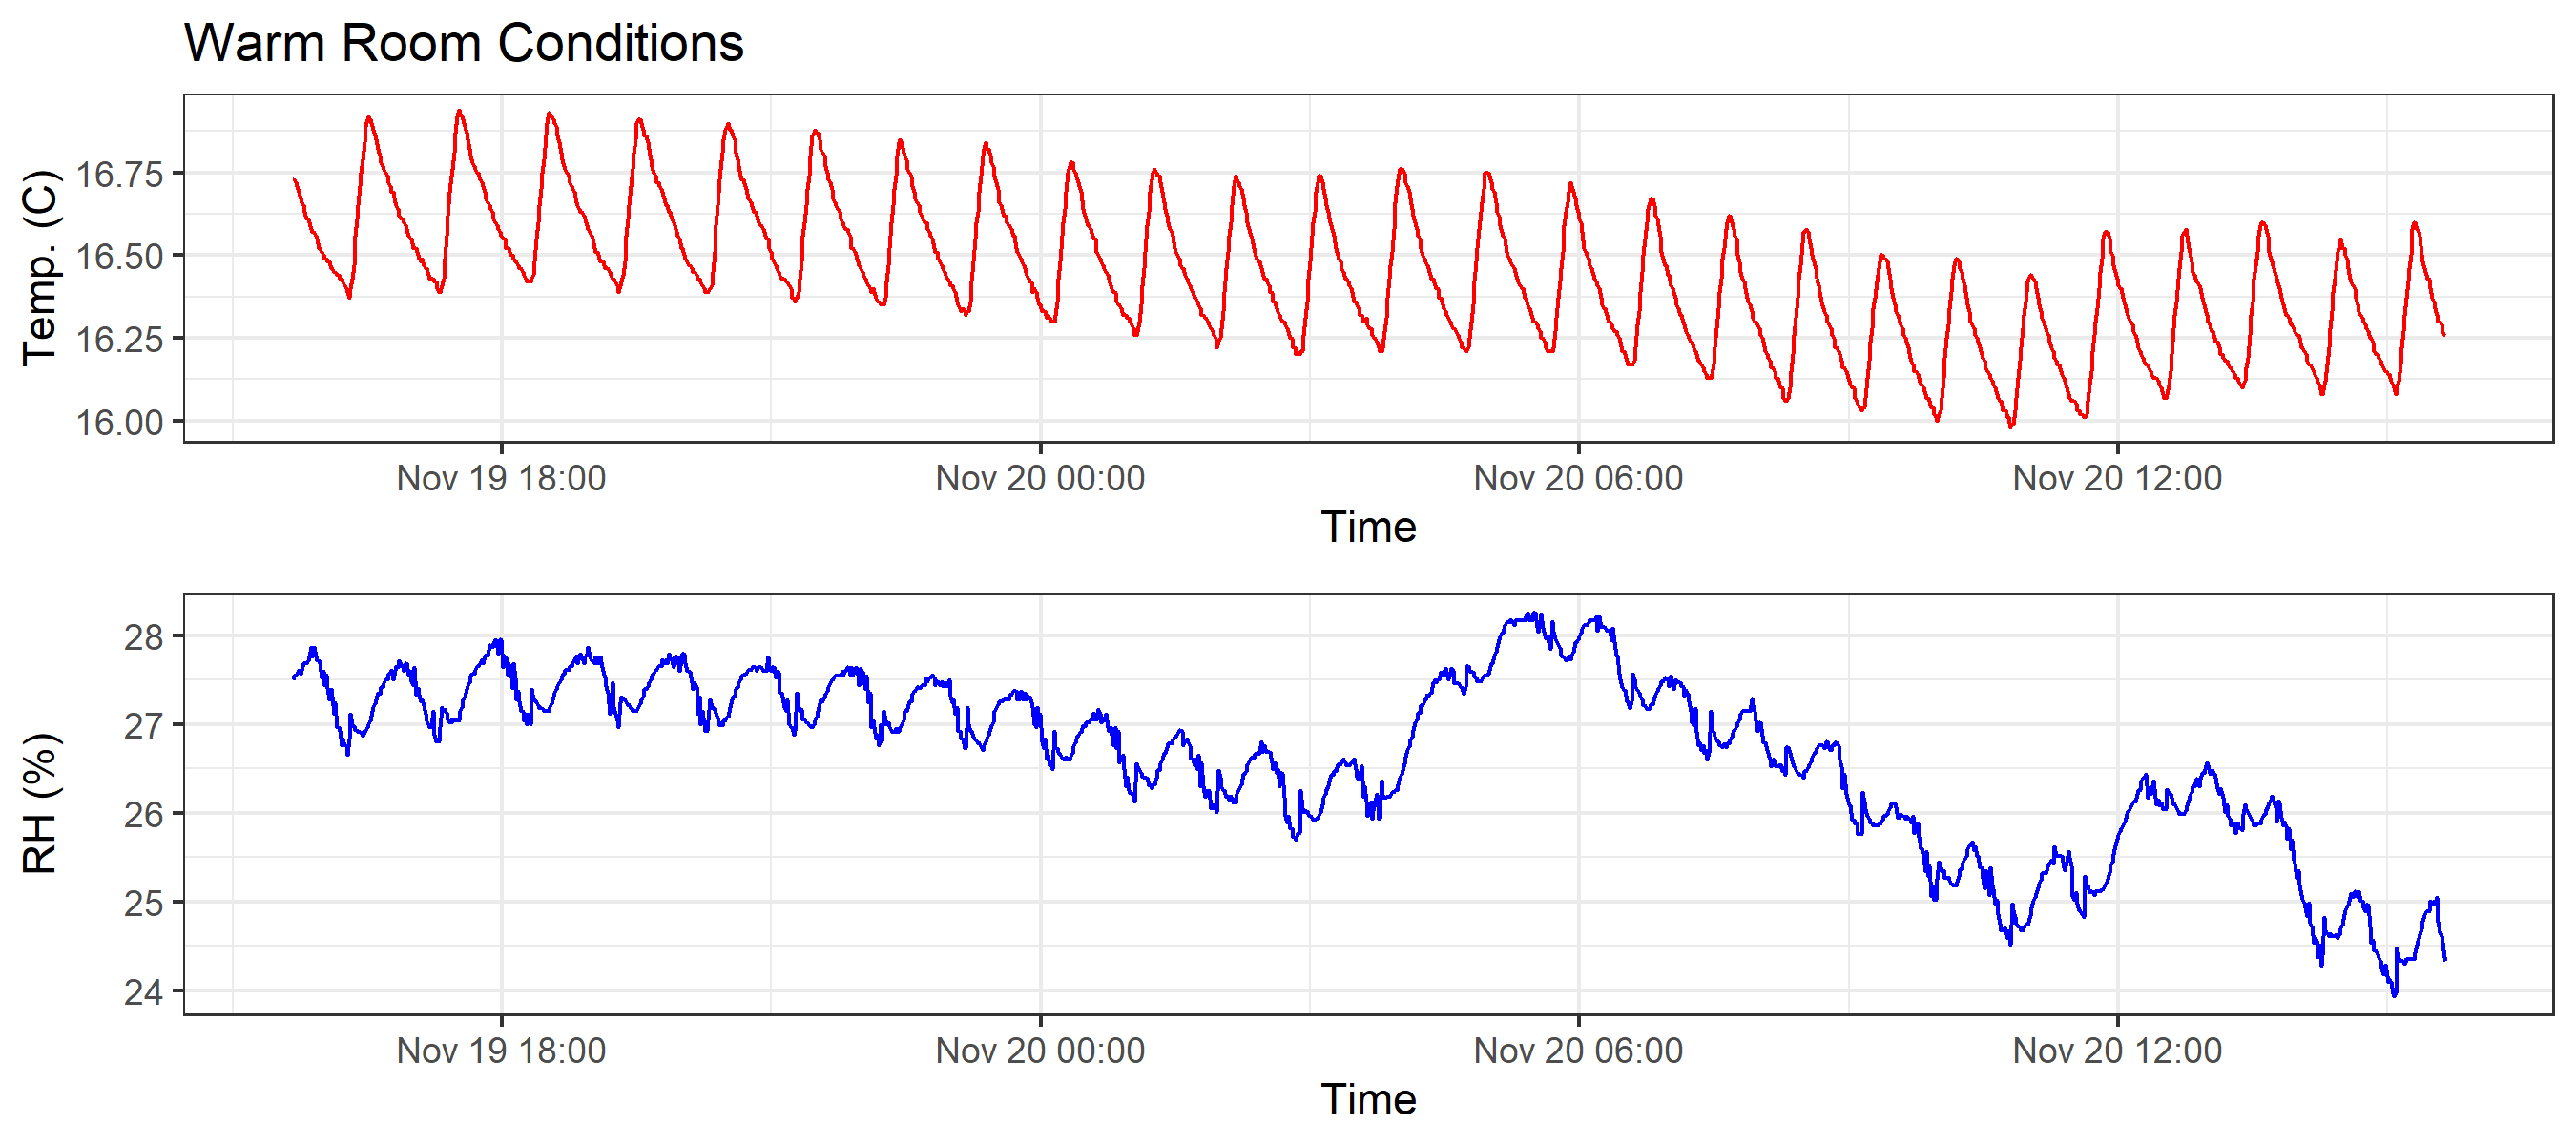 Warm Room Conditions
Temp. (C)
16.75
16.50
16.25
16.00
Nov 19 18:00 Nov 20 00:00 Nov 20 06:00 Nov 20 12:00
Time
RH (%)
28
27
26
25
24
Nov 19 18:00 Nov 20 00:00 Nov 20 06:00 Nov 20 12:00
Time